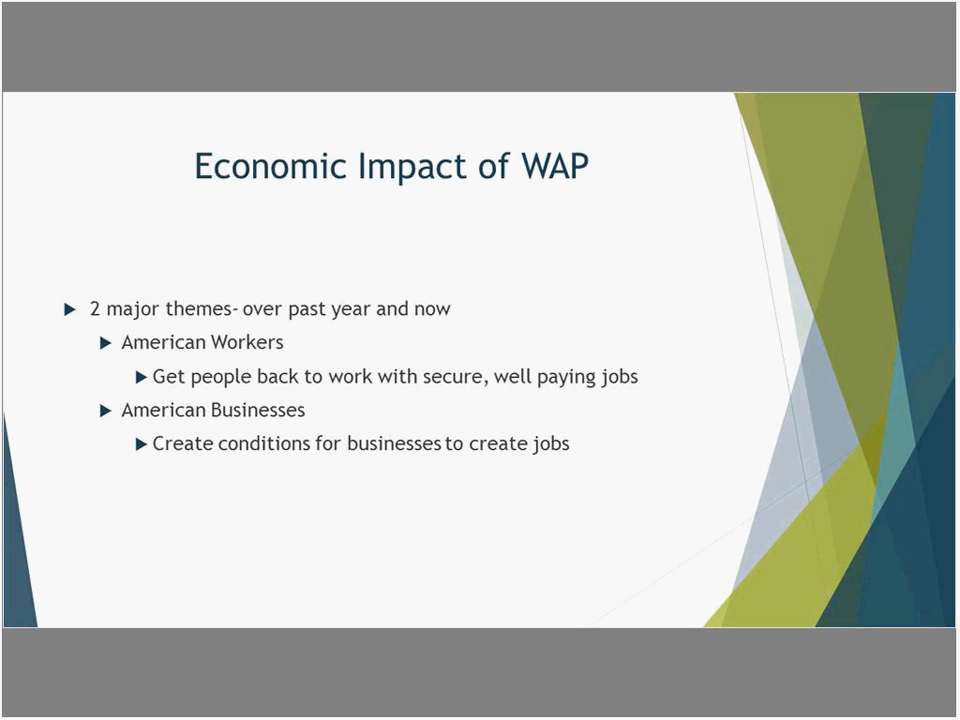 Economic Impact of WAP
2 major themes- over past year and now
American Workers
Get people back to work with secure, well paying jobs
American Businesses
Create conditions for businesses to create jobs